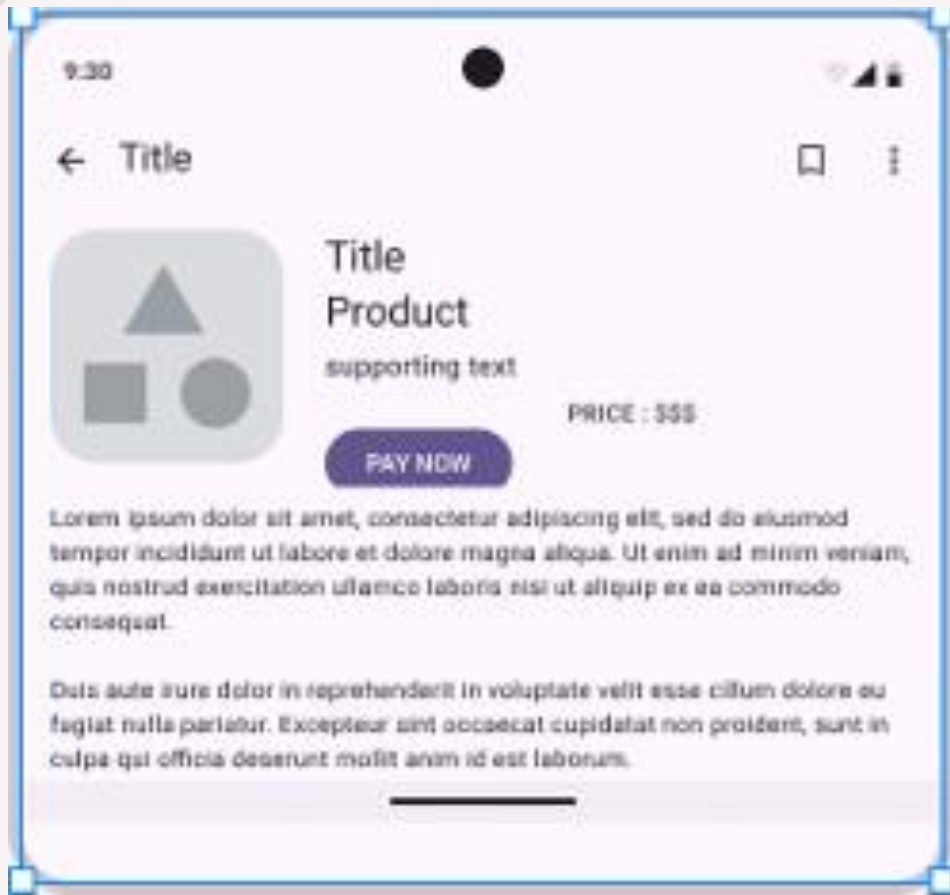 9:30
Title
Title
Product
supporting text
PRICE : $$$
PAY NOW
Lorem ipsum dolor sit amet, consectetur adipiscing elit, sed do eiusmod
tempor incididunt ut labore et dolore magna aliqua. Ut enim ad minim veniam,
quis nostrud exercitation ullamco laboris nisi ut aliquip ex ea commodo
consequat.
Duis aute irure dolor in reprehenderit in voluptate velit esse cillum dolore eu
fugiat nulla pariatur. Excepteur sint occaecat cupidatat non proident, sunt in
culpa qui officia deserunt mollit anim id est laborum.